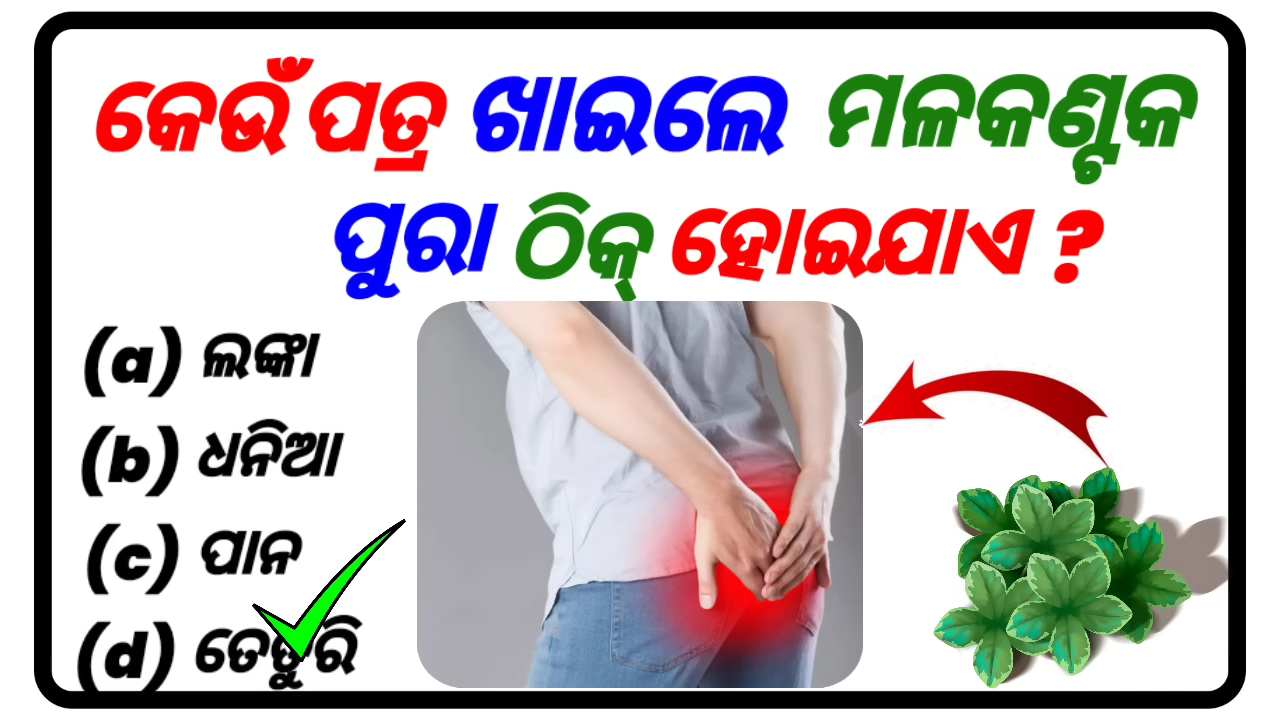 କେଉଁ ପତ୍ର ଖାଇଲେ ମଳକଣ୍ଟକ
ପୁରା ଠିକ୍ ହୋଇଯାଏ ?
(a) ଲଙ୍କା
(b) ଧନିଆ
(c) ପାନ
(d) ତେତୁରି